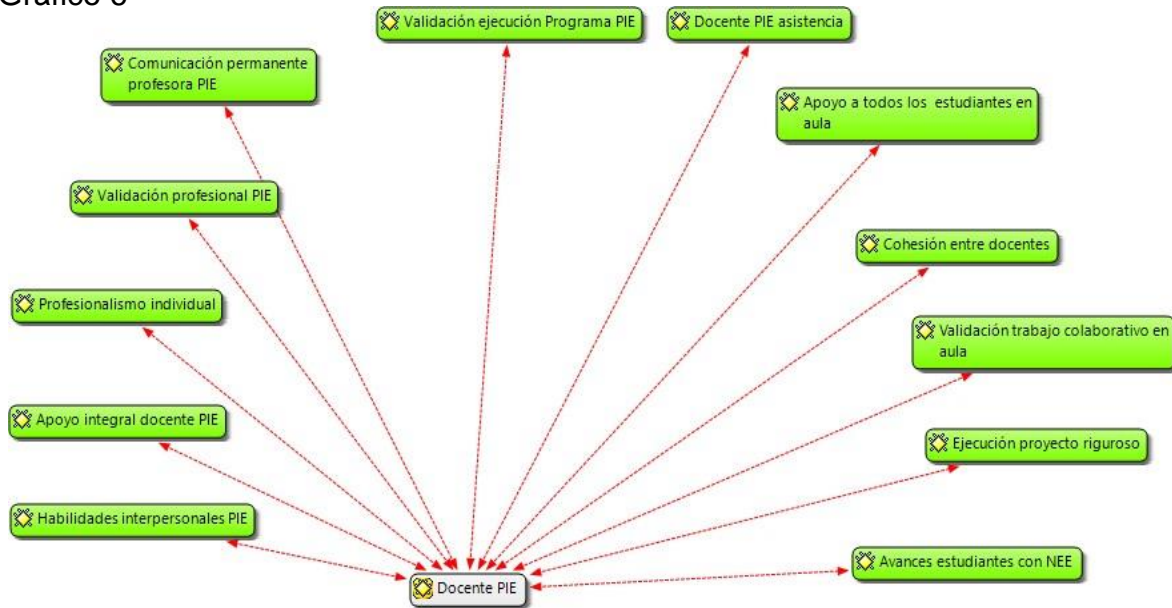 Gráfico 6
Validación ejecución Programa PIE
Docente PIE asistencia
Comunicación permanente
profesora PIE
Apoyo a todos los estudiantes en
aula
Validación profesional PIE
Cohesión entre docentes
Profesionalismo individual
Validación trabajo colaborativo en
aula
Apoyo integral docente PIE
Ejecución proyecto riguroso
Habilidades interpersonales PIE
Avances estudiantes con NEE
Docente PIE